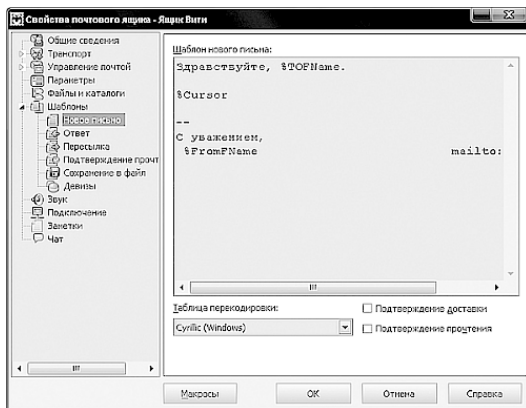 Свойства почтового ящика - Ящик Вити
Общие сведения
Транспорт
Управление почтой
Параметры
Файлы и каталоги
Шаблоны
Новое письмо
Ответ
Пересылка
Подтверждение прочт
Сохранение в файл
Девизы
Звук
Подключение
Заметки
Чат
Шаблон нового письма:
Здравствуйте, %TOFName.
%Cursor
--
С уважением,
%FromFName mailto:
Таблица перекодировки:
Cyrillic (Windows)
Подтверждение доставки
Подтверждение прочтения
Макросы
OK
Отмена
Справка